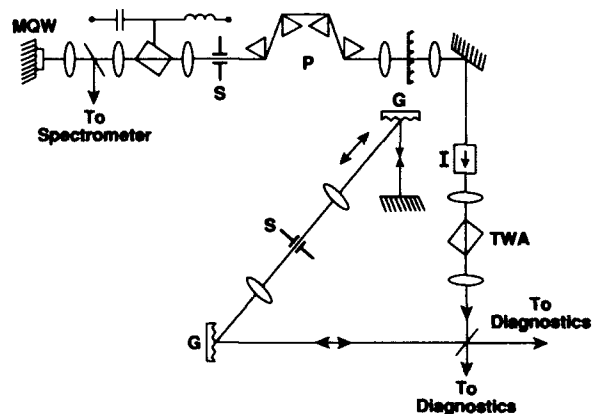 MQW
To
Spectrometer
S
P
G
I
S
TWA
G
To
Diagnostics
To
Diagnostics